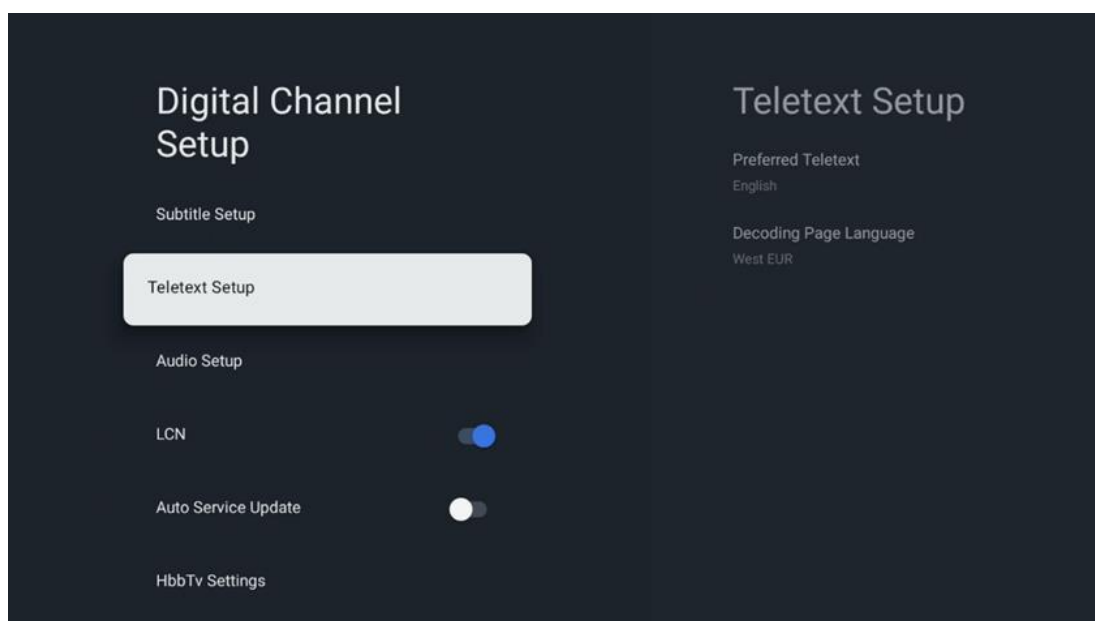 Digital Channel
Setup
Subtitle Setup
Teletext Setup
Audio Setup
LCN
Auto Service Update
HbbTv Settings
Teletext Setup
Preferred Teletext
English
Decoding Page Language
West EUR